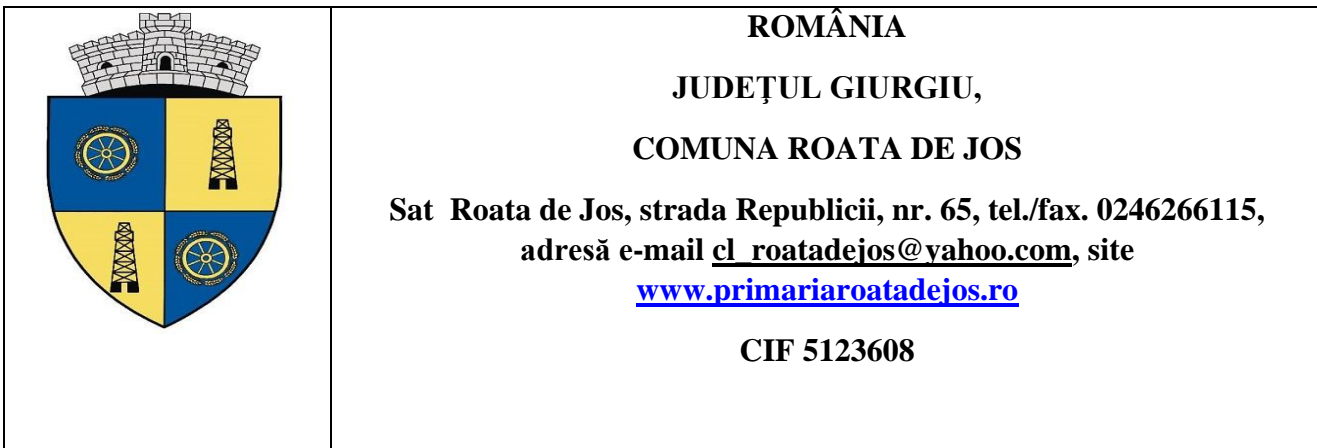 ROMÂNIA
JUDEŢUL GIURGIU,
COMUNA ROATA DE JOS
Sat Roata de Jos, strada Republicii, nr. 65, tel./fax. 0246266115,
adresă e-mail cl_roatadejos@yahoo.com, site
www.primariaroatadejos.ro
CIF 5123608